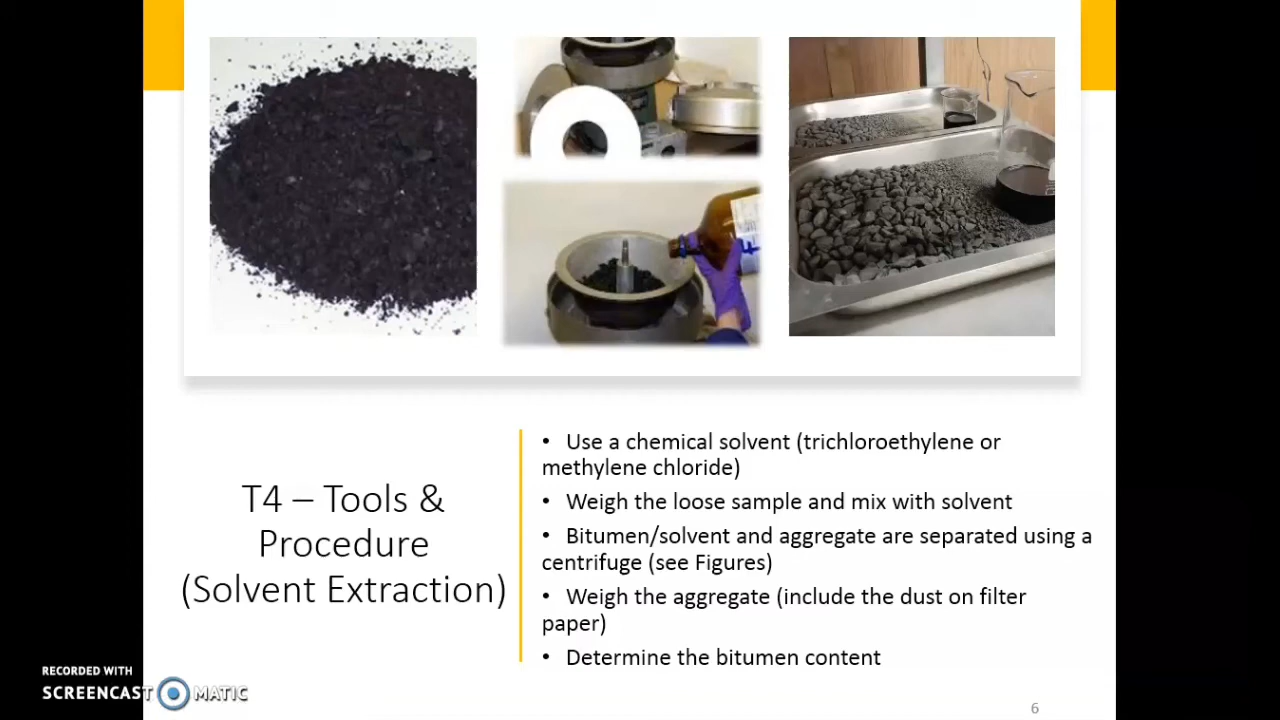 T4 – Tools &
Procedure
(Solvent Extraction)
• Use a chemical solvent (trichloroethylene or
methylene chloride)
• Weigh the loose sample and mix with solvent
• Bitumen/solvent and aggregate are separated using a
centrifuge (see Figures)
• Weigh the aggregate (include the dust on filter
paper)
• Determine the bitumen content
RECORDED WITH
SCREENCAST MATIC
6